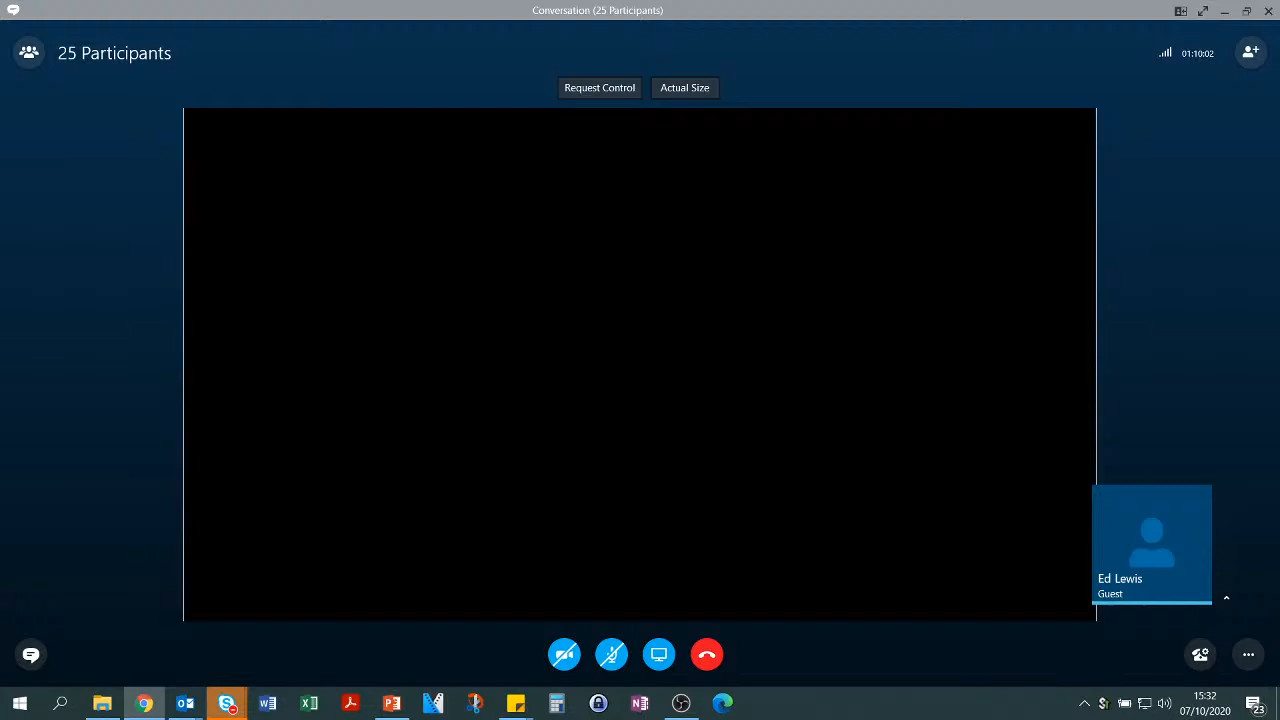 Conversation (25 Participants)
25 Participants
01:10:02
Request Control
Actual Size
Ed Lewis
Guest
15:32
07/10/2020
23